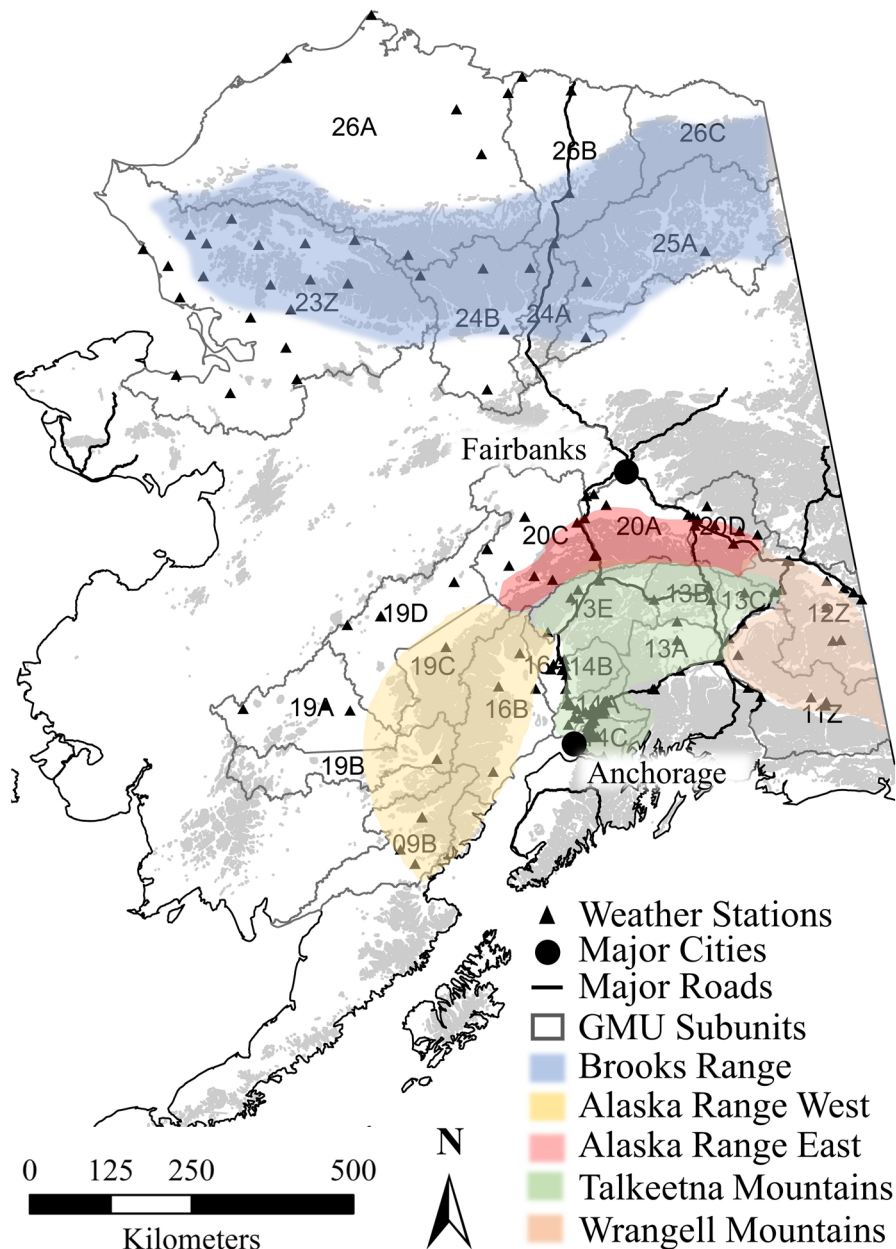 26A
26B
26C
25A
23Z
24B
24A
Fairbanks
20C
20A
20D
19D
13E
13B
13C
12Z
19C
16A
14B
13A
16B
19A
11Z
14C
19B
Anchorage
09B
Weather Stations
Major Cities
Major Roads
GMU Subunits
Brooks Range
Alaska Range West
Alaska Range East
Talkeetna Mountains
Wrangell Mountains
N
0 125 250 500
Kilometers